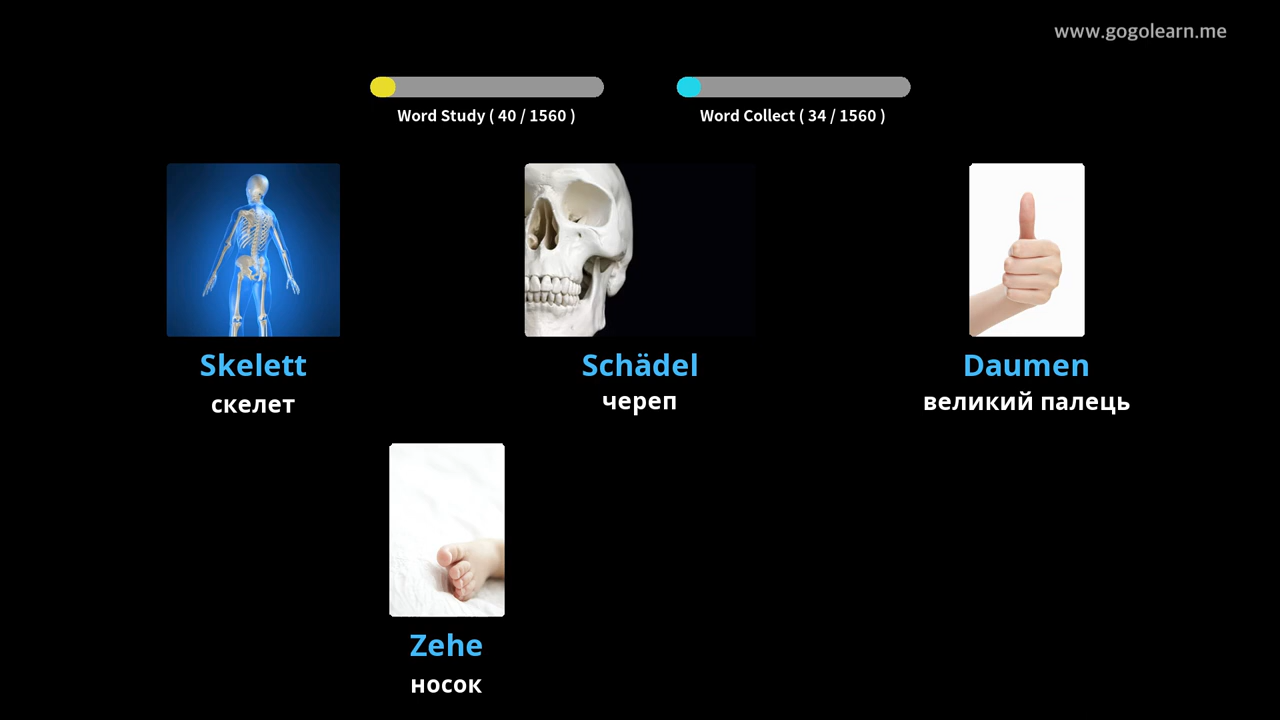 www.gogolearn.me
Word Study ( 40 / 1560 )
Word Collect ( 34 / 1560 )
Skelett
Schädel
Daumen
скелет
череп
великий палець
Zehe
носок